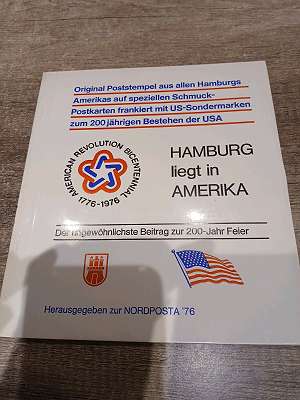 Original Poststempel aus allen Hamburgs
Amerikas auf speziellen Schmuck-
Postkarten frankiert mit US-Sondermarken
zum 200 jährigen Bestehen der USA
AMERICAN REVOLUTION BICENTENNIAL
1776-1976
HAMBURG
liegt in
AMERIKA
Der ungewöhnlichste Beitrag zur 200-Jahr Feier
Herausgegeben zur NORDPOSTA '76